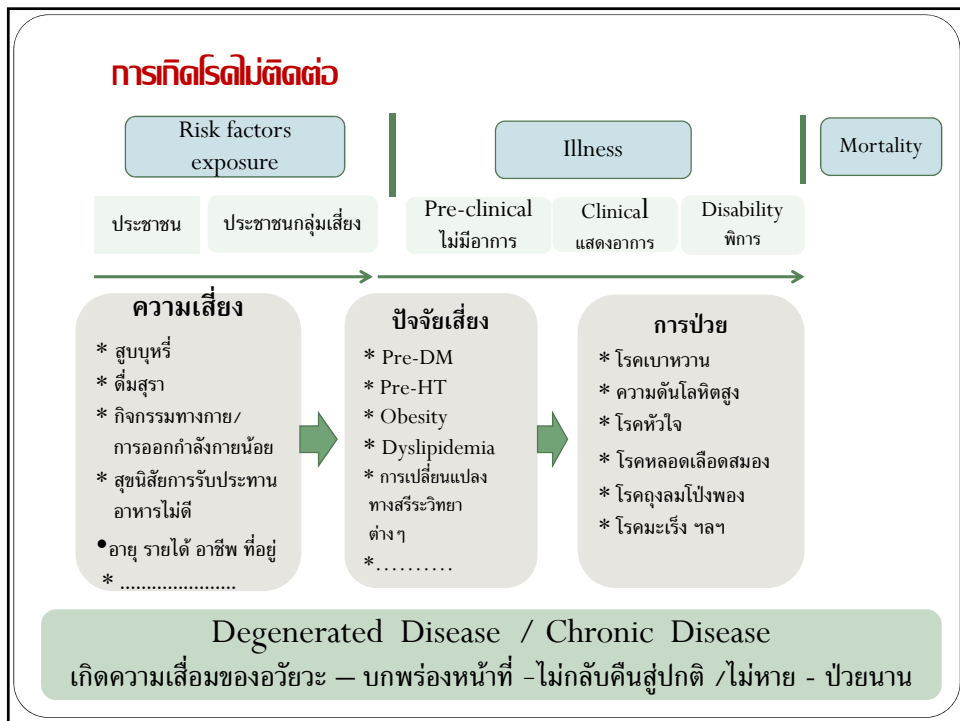 การเกิดโรคไม่ติดต่อ
Risk factors
exposure
Illness
Mortality
ประชาชน
ประชาชนกลุ่มเสี่ยง
Pre-clinical
ไม่มีอาการ
Clinical
แสดงอาการ
Disability
พิการ
ความเสี่ยง
* สูบบุหรี่
* ดื่มสุรา
* กิจกรรมทางกาย/
การออกกำลังกายน้อย
* สุขนิสัยการรับประทาน
อาหารไม่ดี
•อายุ รายได้ อาชีพ ที่อยู่
* ......................
ปัจจัยเสี่ยง
* Pre-DM
* Pre-HT
* Obesity
* Dyslipidemia
* การเปลี่ยนแปลง
ทางสรีระวิทยา
ต่างๆ
*……….
การป่วย
* โรคเบาหวาน
* ความดันโลหิตสูง
* โรคหัวใจ
* โรคหลอดเลือดสมอง
* โรคถุงลมโป่งพอง
* โรคมะเร็ง ฯลฯ
Degenerated Disease / Chronic Disease
เกิดความเสื่อมของอวัยวะ – บกพร่องหน้าที่ –ไม่กลับคืนสู่ปกติ /ไม่หาย - ป่วยนาน